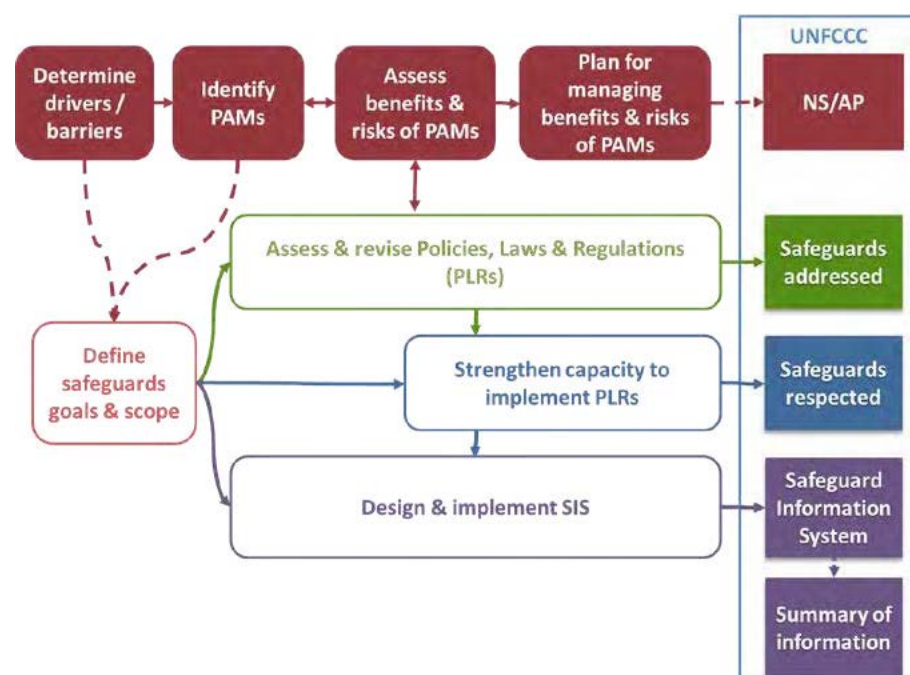 UNFCCC
Determine
drivers /
barriers
Identify
PAMs
Assess
benefits &
risks of PAMs
Plan for
managing
benefits & risks
of PAMs
NS/AP
Assess & revise Policies, Laws & Regulations
(PLRs)
Safeguards
addressed
Define
safeguards
goals & scope
Strengthen capacity to
implement PLRs
Safeguards
respected
Design & implement SIS
Safeguard
Information
System
Summary of
information